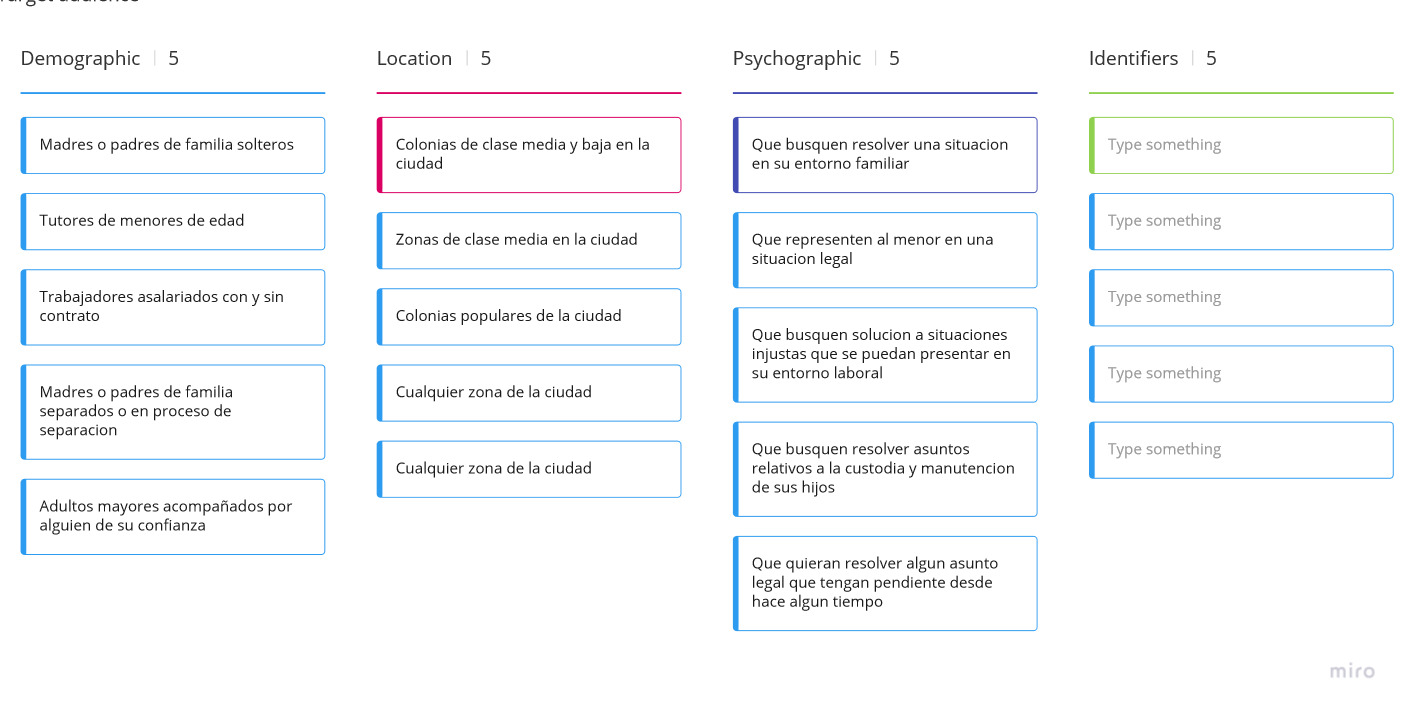 Target audience
Demographic | 5
Madres o padres de familia solteros
Tutores de menores de edad
Trabajadores asalariados con y sin
contrato
Madres o padres de familia
separados o en proceso de
separacion
Adultos mayores acompañados por
alguien de su confianza
Location | 5
Colonias de clase media y baja en la
ciudad
Zonas de clase media en la ciudad
Colonias populares de la ciudad
Cualquier zona de la ciudad
Cualquier zona de la ciudad
Psychographic | 5
Que busquen resolver una situacion
en su entorno familiar
Que representen al menor en una
situacion legal
Que busquen solucion a situaciones
injustas que se puedan presentar en
su entorno laboral
Que busquen resolver asuntos
relativos a la custodia y manutencion
de sus hijos
Que quieran resolver algun asunto
legal que tengan pendiente desde
hace algun tiempo
Identifiers | 5
Type something
Type something
Type something
Type something
Type something
miro